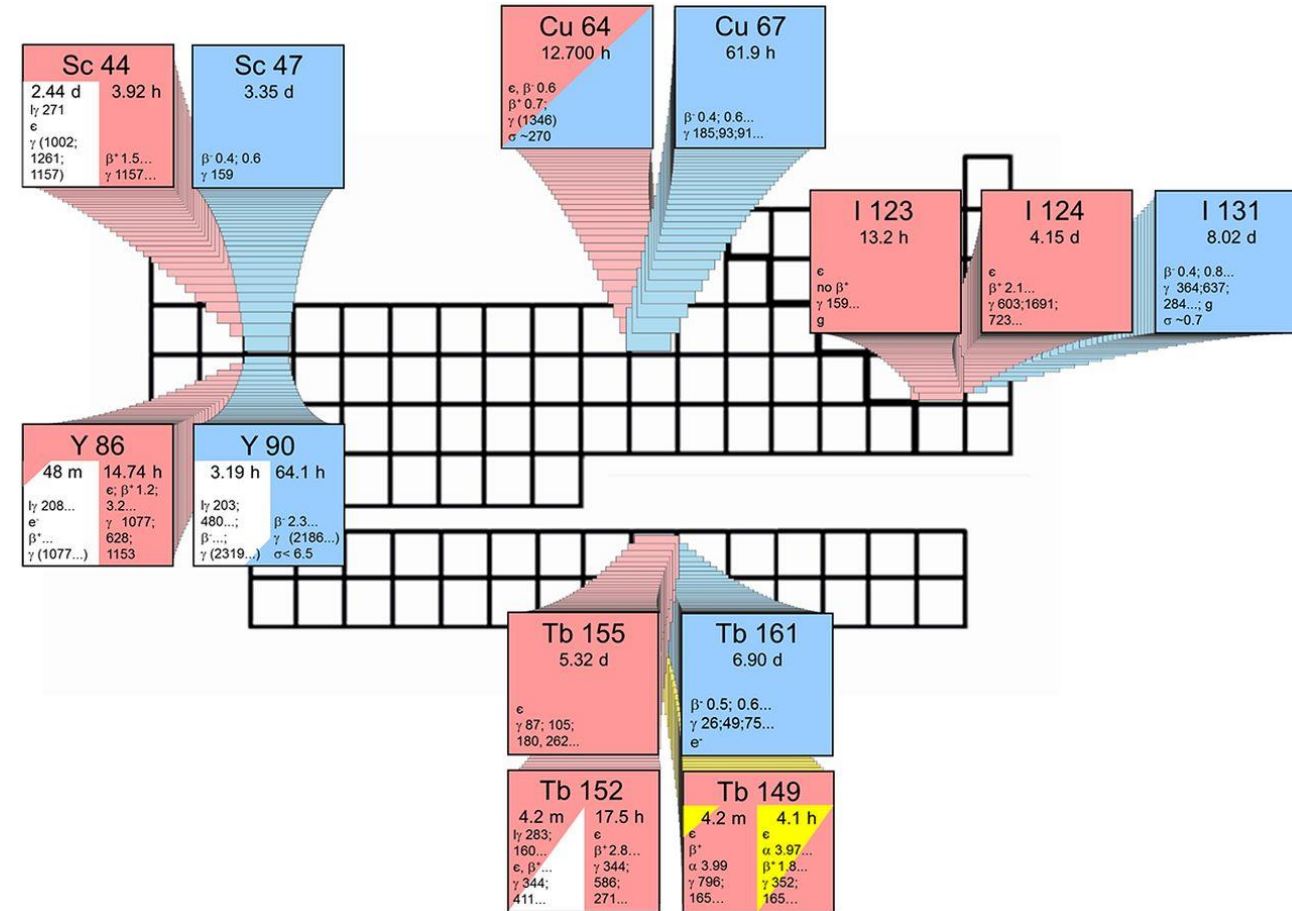 Sc 44
2.44 d 3.92 h
Iγ 271
ϵ
γ (1002;
1261;
1157)
β⁺ 1.5...
γ 1157...
Sc 47
3.35 d
β⁻ 0.4; 0.6
γ 159
Cu 64
12.700 h
ϵ, β⁻ 0.6
β⁺ 0.7;
γ (1346)
σ ~270
Cu 67
61.9 h
β⁻ 0.4; 0.6...
γ 185;93;91...
I 123
13.2 h
ϵ
no β⁺
γ 159...
g
I 124
4.15 d
ϵ
β⁺ 2.1...
γ 603;1691;
723...
I 131
8.02 d
β⁻ 0.4; 0.8...
γ 364;637;
284...; g
σ ~0.7
Y 86
48 m 14.74 h
Iγ 208...
e⁻
β⁺...
γ (1077...)
ϵ; β⁺ 1.2;
3.2...
γ 1077;
628;
1153
Y 90
3.19 h 64.1 h
Iγ 203;
480...;
β⁻...;
γ (2319...)
β⁻ 2.3...
γ (2186...)
σ< 6.5
Tb 155
5.32 d
ϵ
γ 87; 105;
180, 262...
Tb 161
6.90 d
β⁻ 0.5; 0.6...
γ 26;49;75...
e⁻
Tb 152
4.2 m 17.5 h
Iγ 283;
160...
ϵ, β⁺...
γ 344;
411...
ϵ
β⁺ 2.8...
γ 344;
586;
271...
Tb 149
4.2 m 4.1 h
ϵ
β⁺
α 3.99
γ 796;
165...
ϵ
α 3.97...
β⁺ 1.8...
γ 352;
165...